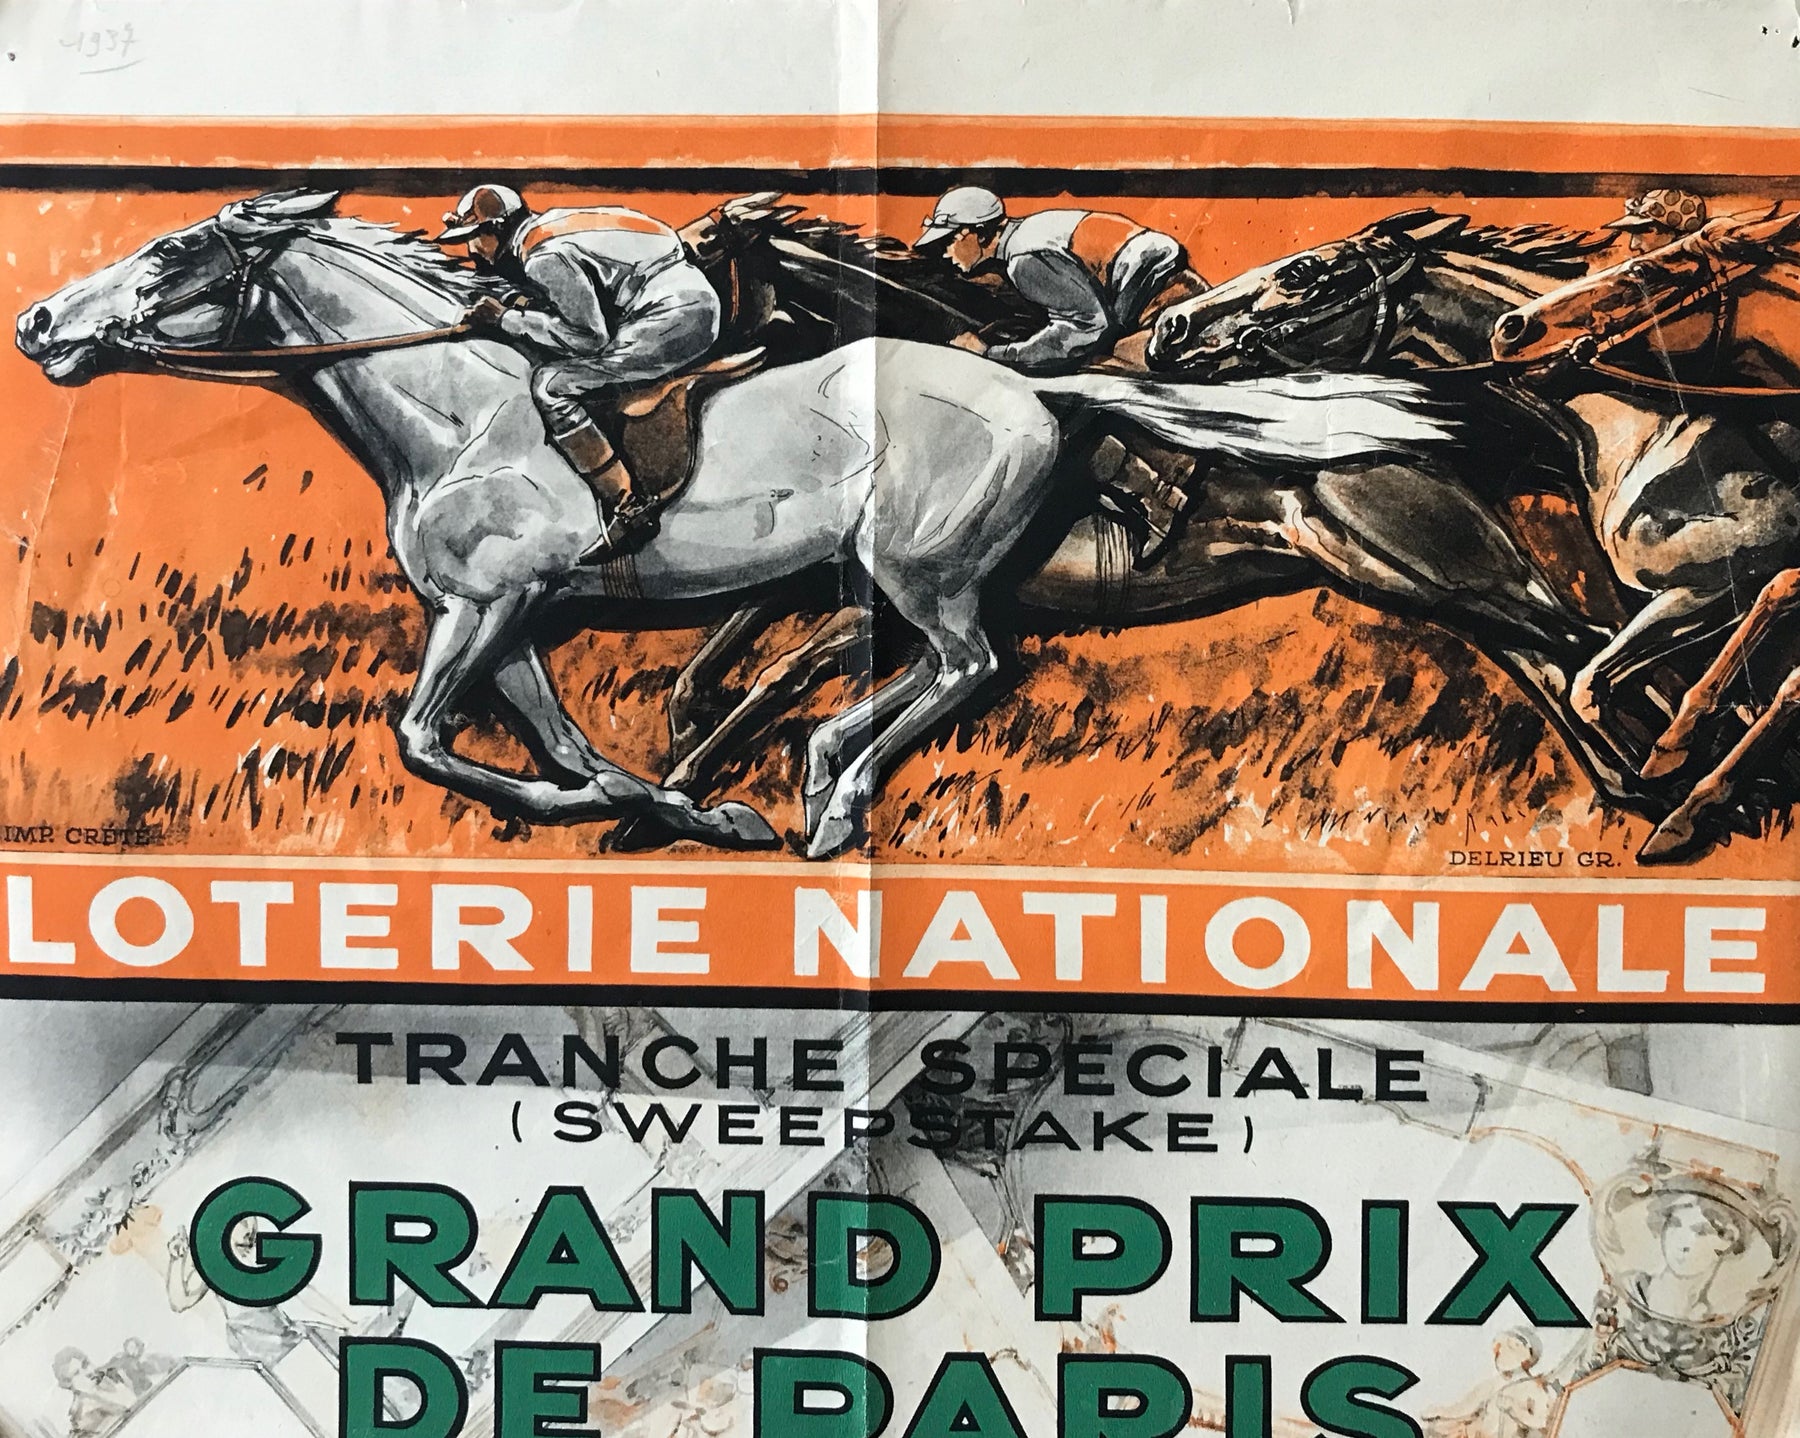 1937
IMP. CRÉTÉ
DELRIEU GR.
LOTERIE NATIONALE
TRANCHE SPÉCIALE
(SWEEPSTAKE)
GRAND PRIX
DE PARIS